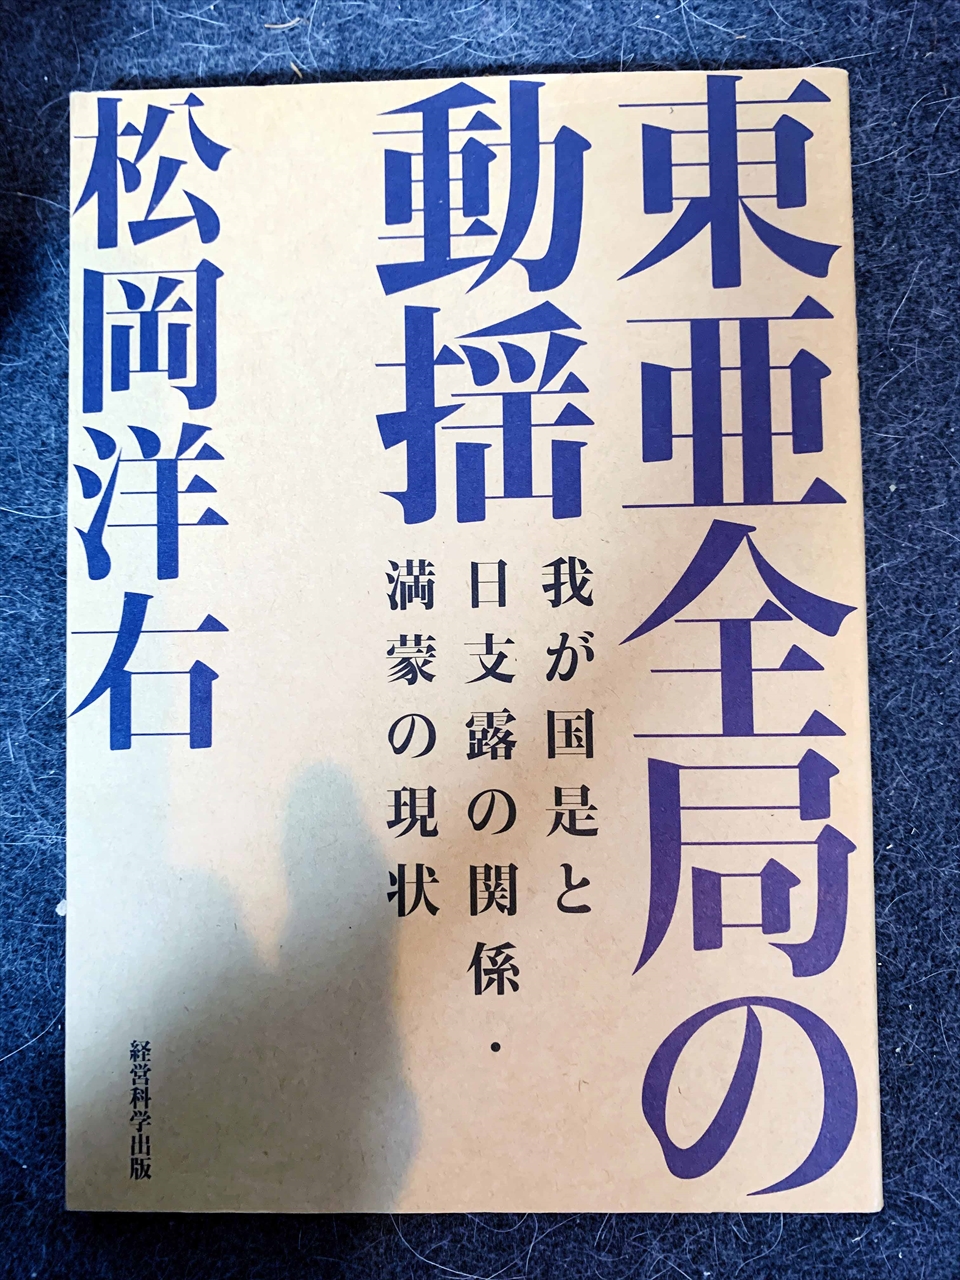 東亜全局の
動揺
我が国是と
日支露の関係・
満蒙の現状
松岡洋右
経営科学出版